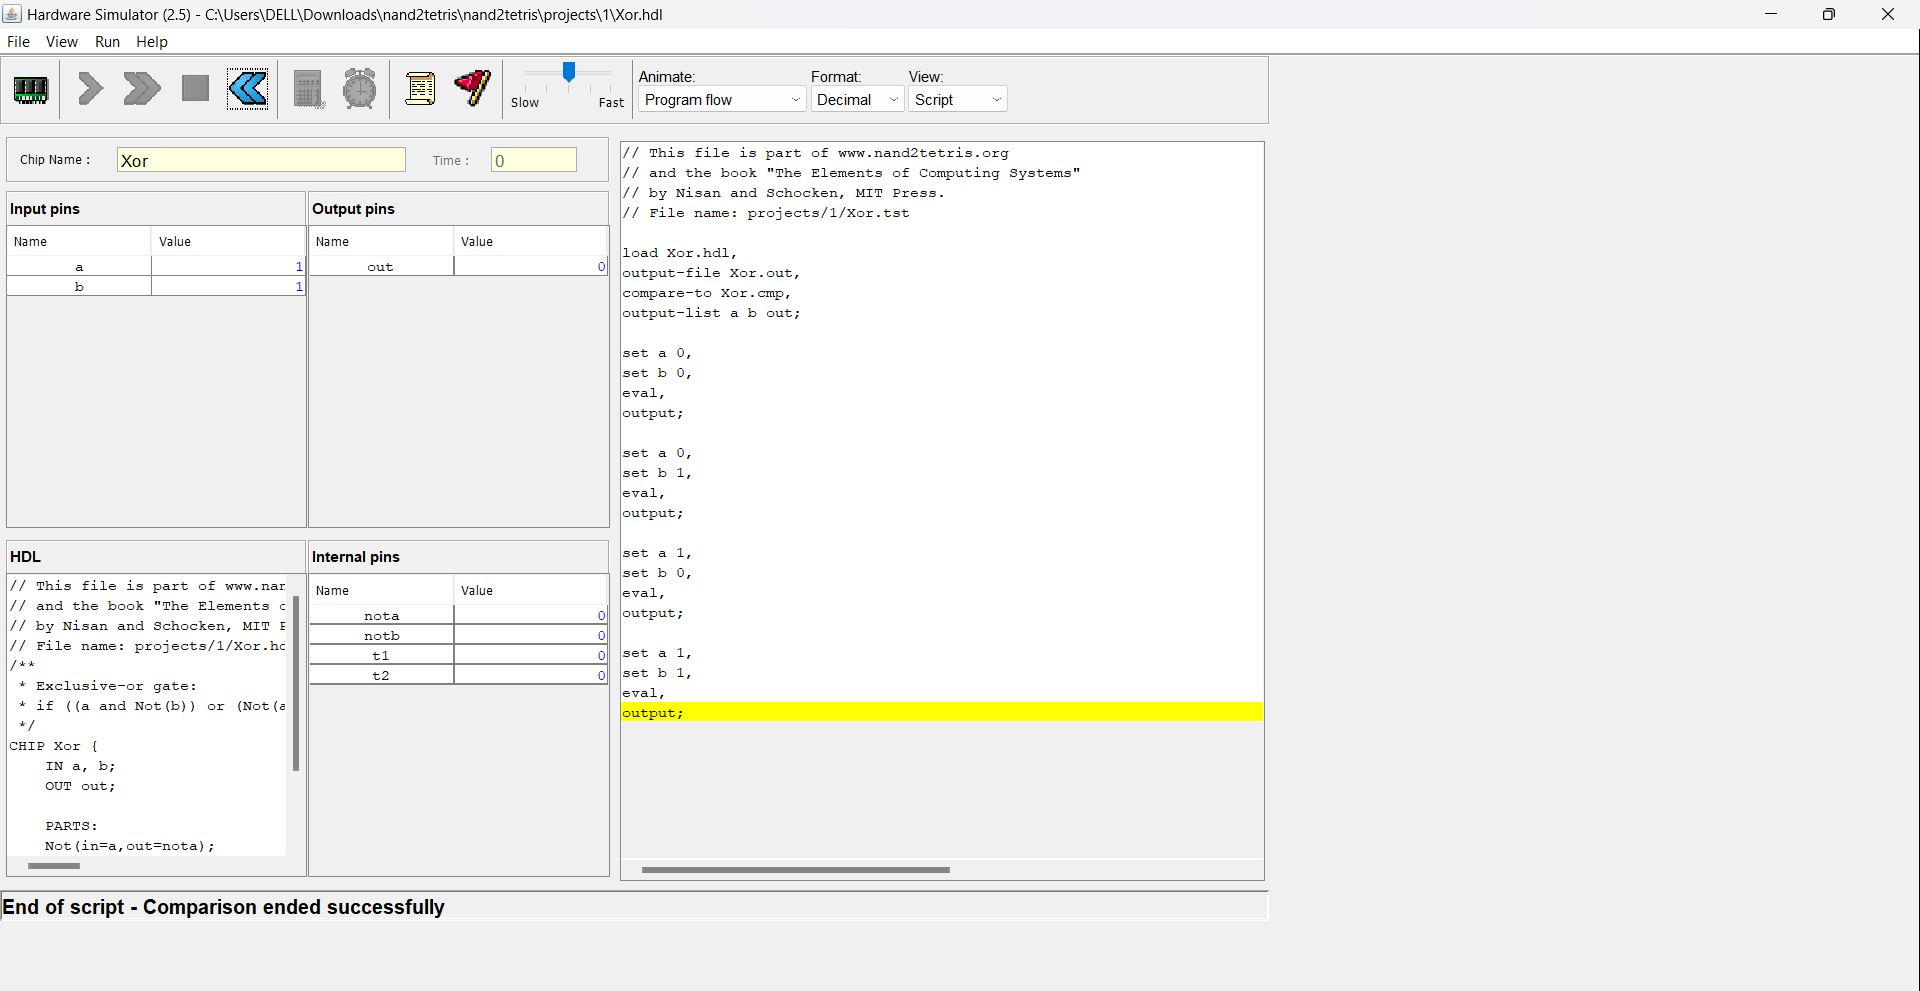 Hardware Simulator (2.5) - C:\Users\DELL\Downloads\nand2tetris\nand2tetris\projects\1\Xor.hdl
File View Run Help
Slow Fast
Animate: Format: View:
Program flow Decimal Script
Chip Name : Xor Time : 0
Input pins
Name Value
a 1
b 1
Output pins
Name Value
out 0
HDL
// This file is part of www.nan
// and the book "The Elements c
// by Nisan and Schocken, MIT P
// File name: projects/1/Xor.hd
/**
* Exclusive-or gate:
* if ((a and Not(b)) or (Not(a
*/
CHIP Xor {
IN a, b;
OUT out;
PARTS:
Not(in=a,out=nota);
Internal pins
Name Value
nota 0
notb 0
t1 0
t2 0
// This file is part of www.nand2tetris.org
// and the book "The Elements of Computing Systems"
// by Nisan and Schocken, MIT Press.
// File name: projects/1/Xor.tst
load Xor.hdl,
output-file Xor.out,
compare-to Xor.cmp,
output-list a b out;
set a 0,
set b 0,
eval,
output;
set a 0,
set b 1,
eval,
output;
set a 1,
set b 0,
eval,
output;
set a 1,
set b 1,
eval,
output;
End of script - Comparison ended successfully